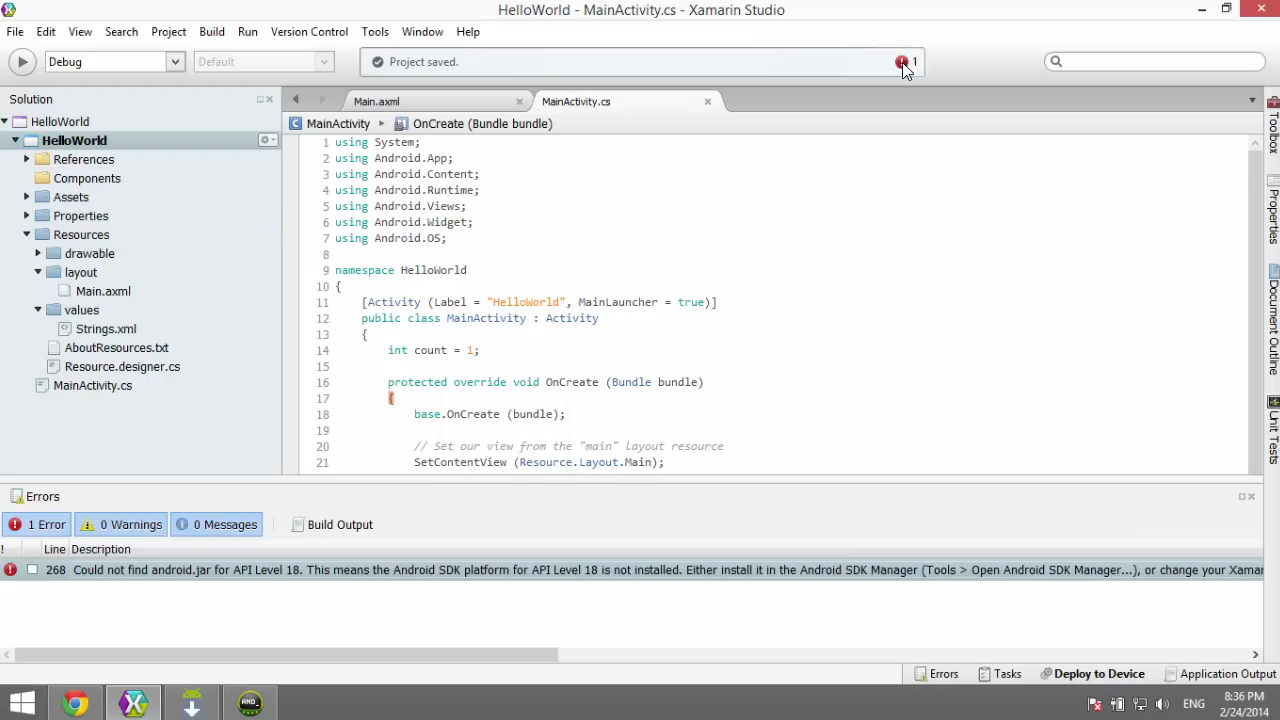 HelloWorld - MainActivity.cs - Xamarin Studio
File Edit View Search Project Build Run Version Control Tools Window Help
Debug Default Project saved. 1
Solution
HelloWorld
HelloWorld
References
Components
Assets
Properties
Resources
drawable
layout
Main.axml
values
Strings.xml
AboutResources.txt
Resource.designer.cs
MainActivity.cs
Main.axml MainActivity.cs
MainActivity OnCreate (Bundle bundle)
1 using System;
2 using Android.App;
3 using Android.Content;
4 using Android.Runtime;
5 using Android.Views;
6 using Android.Widget;
7 using Android.OS;
8
9 namespace HelloWorld
10 {
11 [Activity (Label = "HelloWorld", MainLauncher = true)]
12 public class MainActivity : Activity
13 {
14 int count = 1;
15
16 protected override void OnCreate (Bundle bundle)
17 {
18 base.OnCreate (bundle);
19
20 // Set our view from the "main" layout resource
21 SetContentView (Resource.Layout.Main);
Toolbox
Properties
Document Outline
Unit Tests
Errors
1 Error 0 Warnings 0 Messages Build Output
! Line Description
268 Could not find android.jar for API Level 18. This means the Android SDK platform for API Level 18 is not installed. Either install it in the Android SDK Manager (Tools > Open Android SDK Manager...), or change your Xamar
Errors Tasks Deploy to Device Application Output
AND_
ENG
8:36 PM
2/24/2014